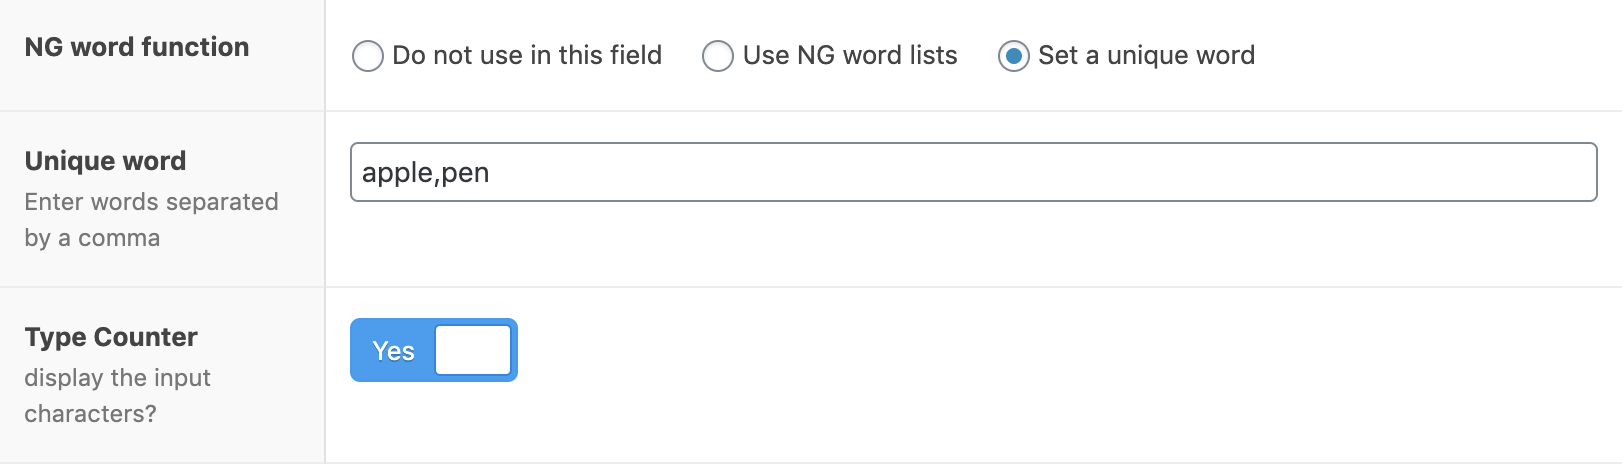 NG word function
Do not use in this field Use NG word lists Set a unique word
Unique word
Enter words separated
by a comma
apple,pen
Type Counter
display the input
characters?
Yes